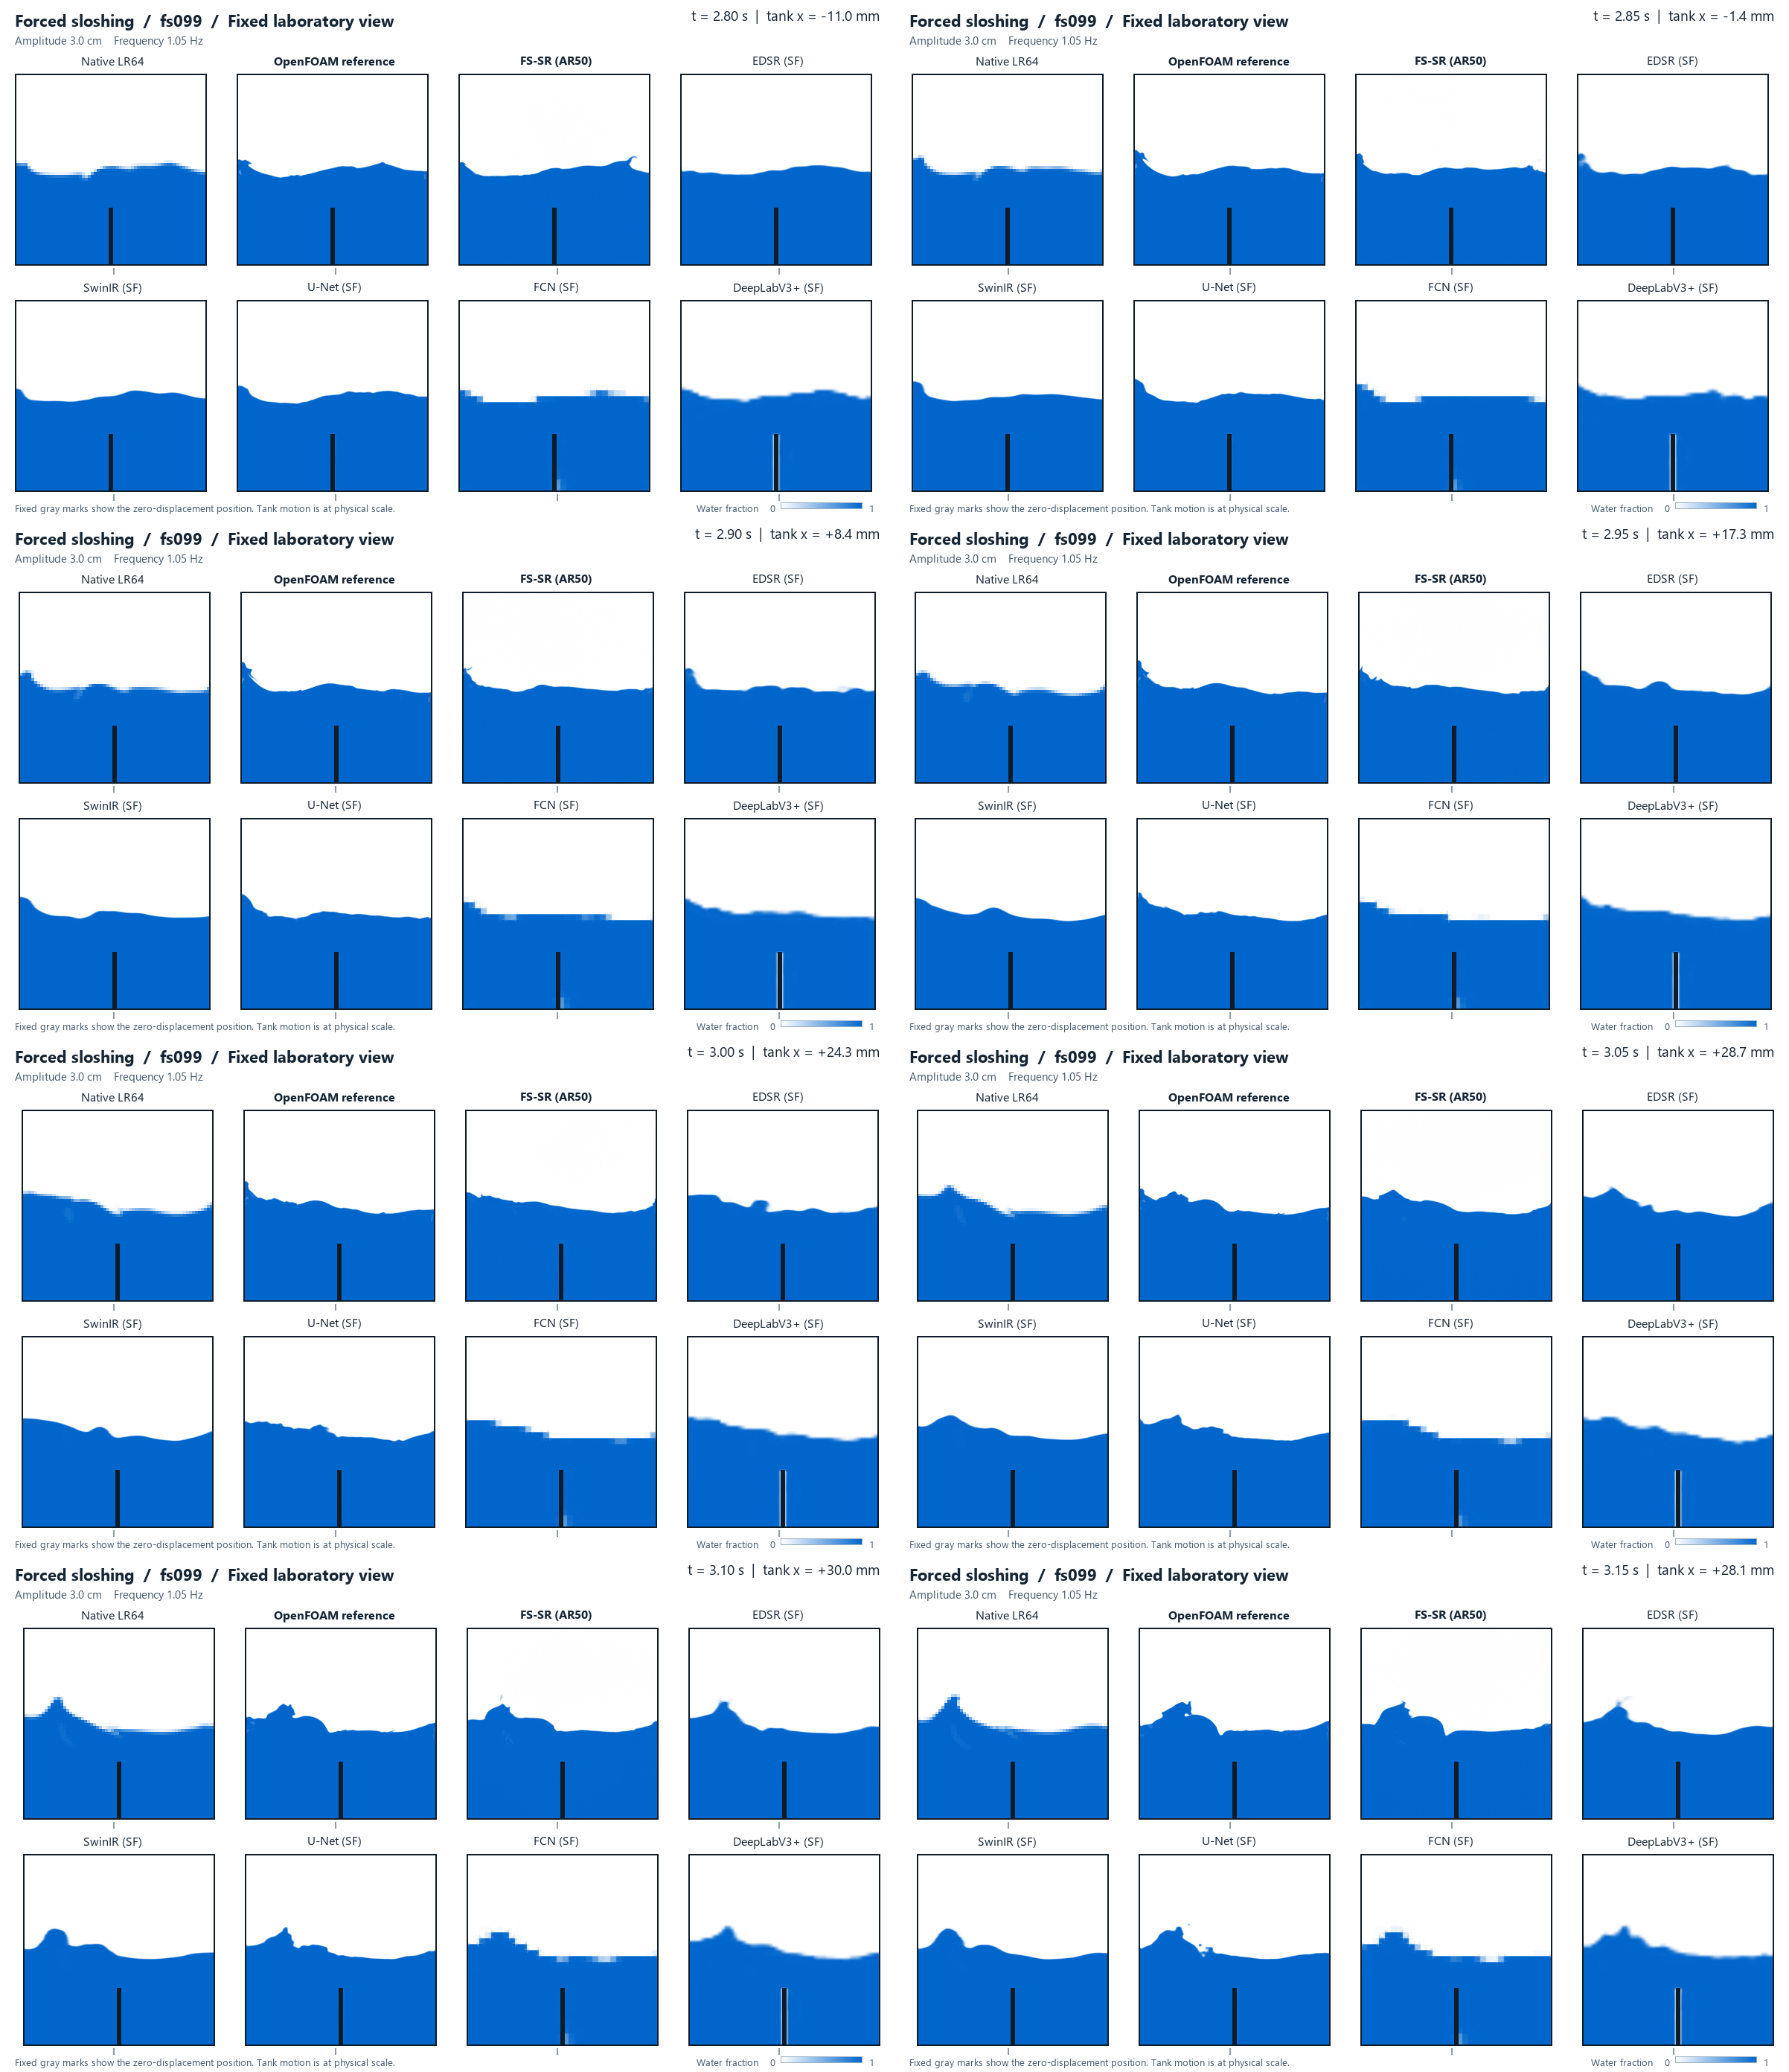 Forced sloshing / fs099 / Fixed laboratory view
t = 2.80 s | tank x = -11.0 mm
Amplitude 3.0 cm Frequency 1.05 Hz
Native LR64
OpenFOAM reference
FS-SR (AR50)
EDSR (SF)
SwinIR (SF)
U-Net (SF)
FCN (SF)
DeepLabV3+ (SF)
Fixed gray marks show the zero-displacement position. Tank motion is at physical scale.
Water fraction 0 1
Forced sloshing / fs099 / Fixed laboratory view
t = 2.85 s | tank x = -1.4 mm
Amplitude 3.0 cm Frequency 1.05 Hz
Native LR64
OpenFOAM reference
FS-SR (AR50)
EDSR (SF)
SwinIR (SF)
U-Net (SF)
FCN (SF)
DeepLabV3+ (SF)
Fixed gray marks show the zero-displacement position. Tank motion is at physical scale.
Water fraction 0 1
Forced sloshing / fs099 / Fixed laboratory view
t = 2.90 s | tank x = +8.4 mm
Amplitude 3.0 cm Frequency 1.05 Hz
Native LR64
OpenFOAM reference
FS-SR (AR50)
EDSR (SF)
SwinIR (SF)
U-Net (SF)
FCN (SF)
DeepLabV3+ (SF)
Fixed gray marks show the zero-displacement position. Tank motion is at physical scale.
Water fraction 0 1
Forced sloshing / fs099 / Fixed laboratory view
t = 2.95 s | tank x = +17.3 mm
Amplitude 3.0 cm Frequency 1.05 Hz
Native LR64
OpenFOAM reference
FS-SR (AR50)
EDSR (SF)
SwinIR (SF)
U-Net (SF)
FCN (SF)
DeepLabV3+ (SF)
Fixed gray marks show the zero-displacement position. Tank motion is at physical scale.
Water fraction 0 1
Forced sloshing / fs099 / Fixed laboratory view
t = 3.00 s | tank x = +24.3 mm
Amplitude 3.0 cm Frequency 1.05 Hz
Native LR64
OpenFOAM reference
FS-SR (AR50)
EDSR (SF)
SwinIR (SF)
U-Net (SF)
FCN (SF)
DeepLabV3+ (SF)
Fixed gray marks show the zero-displacement position. Tank motion is at physical scale.
Water fraction 0 1
Forced sloshing / fs099 / Fixed laboratory view
t = 3.05 s | tank x = +28.7 mm
Amplitude 3.0 cm Frequency 1.05 Hz
Native LR64
OpenFOAM reference
FS-SR (AR50)
EDSR (SF)
SwinIR (SF)
U-Net (SF)
FCN (SF)
DeepLabV3+ (SF)
Fixed gray marks show the zero-displacement position. Tank motion is at physical scale.
Water fraction 0 1
Forced sloshing / fs099 / Fixed laboratory view
t = 3.10 s | tank x = +30.0 mm
Amplitude 3.0 cm Frequency 1.05 Hz
Native LR64
OpenFOAM reference
FS-SR (AR50)
EDSR (SF)
SwinIR (SF)
U-Net (SF)
FCN (SF)
DeepLabV3+ (SF)
Fixed gray marks show the zero-displacement position. Tank motion is at physical scale.
Water fraction 0 1
Forced sloshing / fs099 / Fixed laboratory view
t = 3.15 s | tank x = +28.1 mm
Amplitude 3.0 cm Frequency 1.05 Hz
Native LR64
OpenFOAM reference
FS-SR (AR50)
EDSR (SF)
SwinIR (SF)
U-Net (SF)
FCN (SF)
DeepLabV3+ (SF)
Fixed gray marks show the zero-displacement position. Tank motion is at physical scale.
Water fraction 0 1